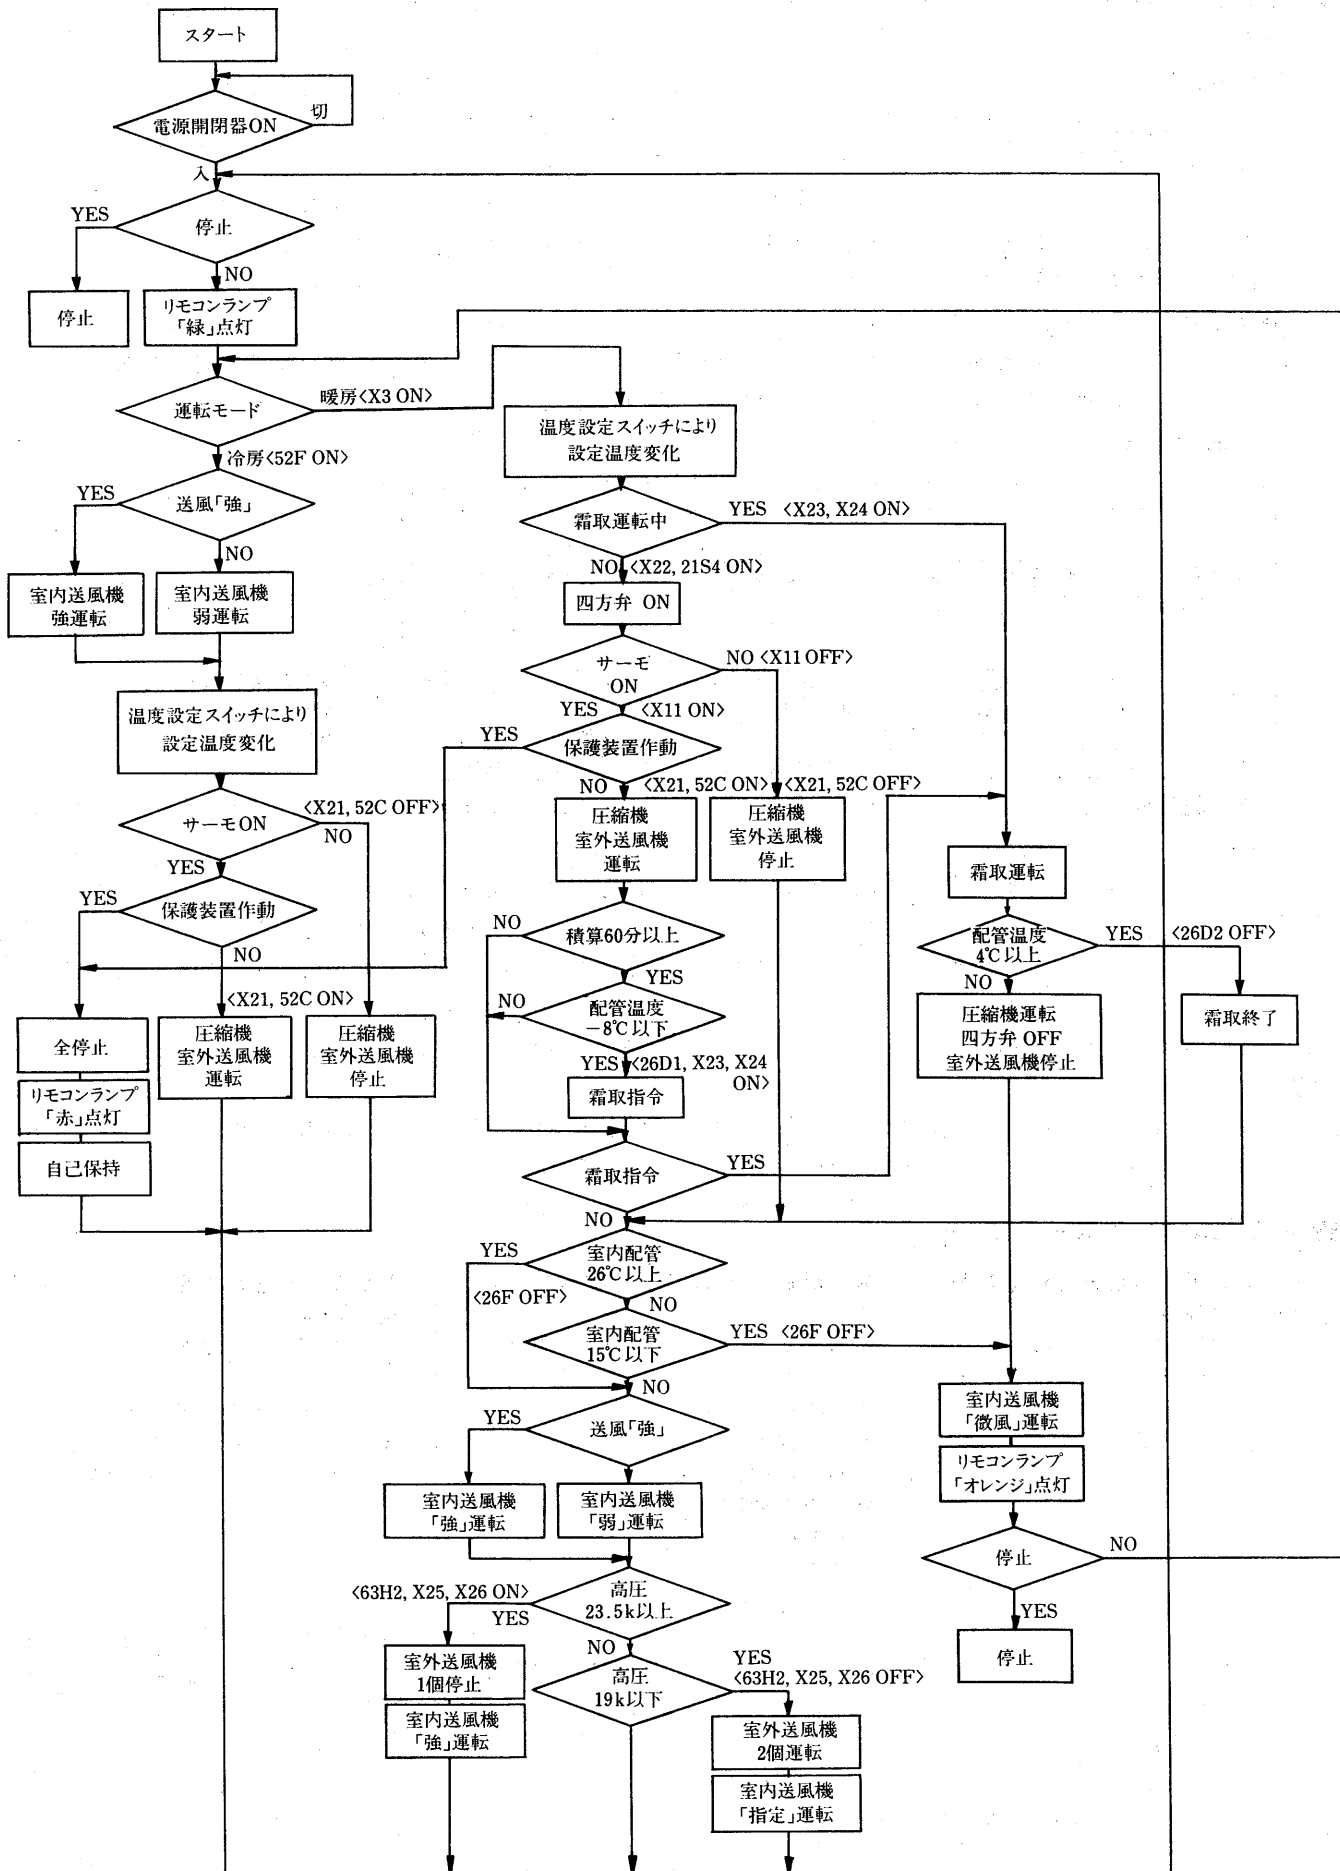 スタート
電源開閉器ON
切
入
停止
YES
NO
停止
リモコンランプ
「緑」点灯
運転モード
暖房<X3 ON>
冷房<52F ON>
送風「強」
YES
NO
室内送風機
強運転
室内送風機
弱運転
温度設定スイッチにより
設定温度変化
サーモON
<X21, 52C OFF>
NO
YES
保護装置作動
YES
NO
<X21, 52C ON>
全停止
リモコンランプ
「赤」点灯
自己保持
圧縮機
室外送風機
運転
圧縮機
室外送風機
停止
温度設定スイッチにより
設定温度変化
霜取運転中
YES <X23, X24 ON>
NO <X22, 21S4 ON>
四方弁 ON
サーモ
ON
NO <X11 OFF>
YES <X11 ON>
保護装置作動
YES
NO <X21, 52C ON>
<X21, 52C OFF>
圧縮機
室外送風機
運転
圧縮機
室外送風機
停止
積算60分以上
NO
YES
配管温度
−8℃以下
NO
YES <26D1, X23, X24
ON>
霜取指令
霜取指令
YES
NO
霜取運転
配管温度
4℃以上
YES <26D2 OFF>
NO
圧縮機運転
四方弁 OFF
室外送風機停止
霜取終了
室内配管
26℃以上
YES
<26F OFF>
NO
室内配管
15℃以下
YES <26F OFF>
NO
送風「強」
YES
室内送風機
「強」運転
室内送風機
「弱」運転
室内送風機
「微風」運転
リモコンランプ
「オレンジ」点灯
停止
NO
YES
停止
高圧
23.5k以上
<63H2, X25, X26 ON>
YES
NO
室外送風機
1個停止
室内送風機
「強」運転
高圧
19k以下
YES
<63H2, X25, X26 OFF>
室外送風機
2個運転
室内送風機
「指定」運転